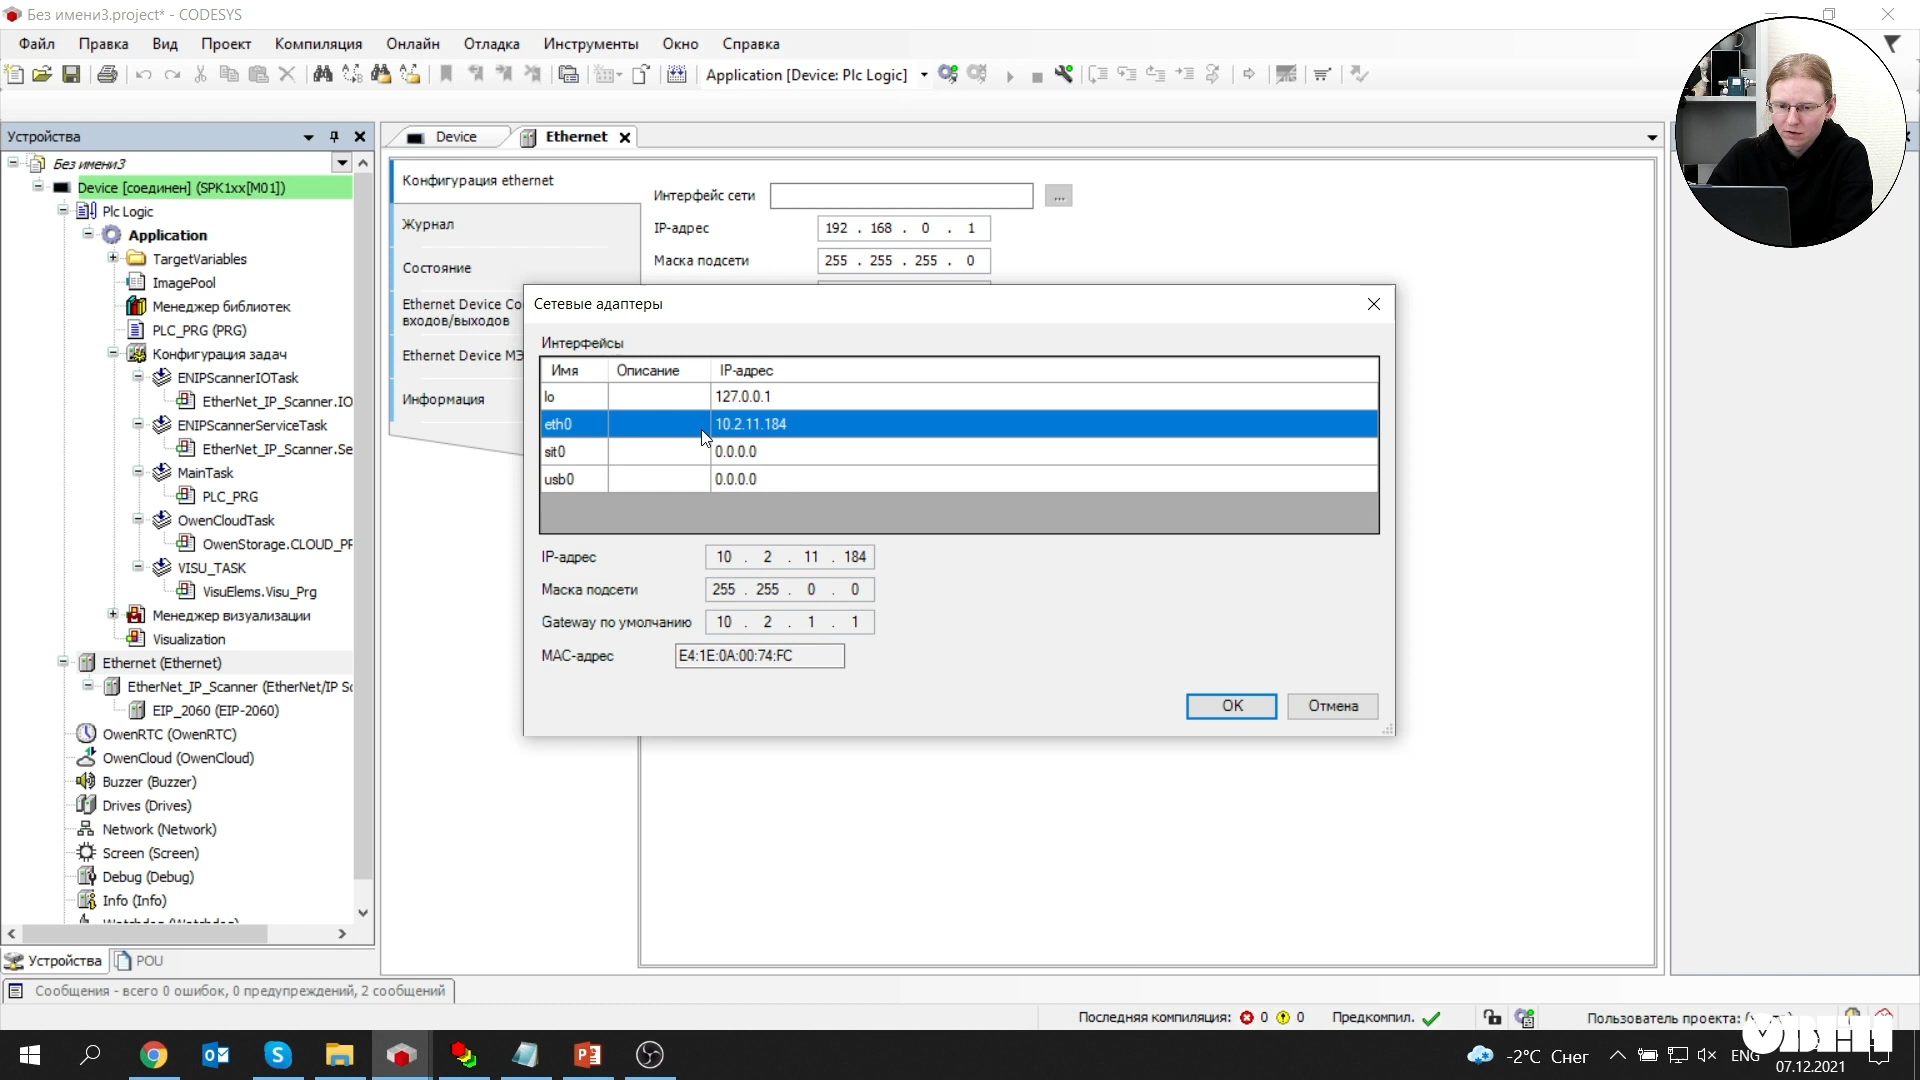 Без имени3.project* - CODESYS
Файл Правка Вид Проект Компиляция Онлайн Отладка Инструменты Окно Справка
Application [Device: Plc Logic]
Устройства
Без имени3
Device [соединен] (SPK1xx[M01])
Plc Logic
Application
TargetVariables
ImagePool
Менеджер библиотек
PLC_PRG (PRG)
Конфигурация задач
ENIPScannerIOTask
EtherNet_IP_Scanner.IO
ENIPScannerServiceTask
EtherNet_IP_Scanner.Se
MainTask
PLC_PRG
OwenCloudTask
OwenStorage.CLOUD_PF
VISU_TASK
VisuElems.Visu_Prg
Менеджер визуализации
Visualization
Ethernet (Ethernet)
EtherNet_IP_Scanner (EtherNet/IP Sc
EIP_2060 (EIP-2060)
OwenRTC (OwenRTC)
OwenCloud (OwenCloud)
Buzzer (Buzzer)
Drives (Drives)
Network (Network)
Screen (Screen)
Debug (Debug)
Info (Info)
Устройства POU
Device Ethernet
Конфигурация ethernet
Журнал
Состояние
Ethernet Device Co
входов/выходов
Ethernet Device МЭ
Информация
Интерфейс сети ...
IP-адрес 192 . 168 . 0 . 1
Маска подсети 255 . 255 . 255 . 0
Сетевые адаптеры
Интерфейсы
Имя Описание IP-адрес
lo 127.0.0.1
eth0 10.2.11.184
sit0 0.0.0.0
usb0 0.0.0.0
IP-адрес 10 . 2 . 11 . 184
Маска подсети 255 . 255 . 0 . 0
Gateway по умолчанию 10 . 2 . 1 . 1
MAC-адрес E4:1E:0A:00:74:FC
OK Отмена
Сообщения - всего 0 ошибок, 0 предупреждений, 2 сообщений
Последняя компиляция: 0 0 Предкомпил. Пользователь проекта:
-2°C Снег ENG
07.12.2021
ОВЕН